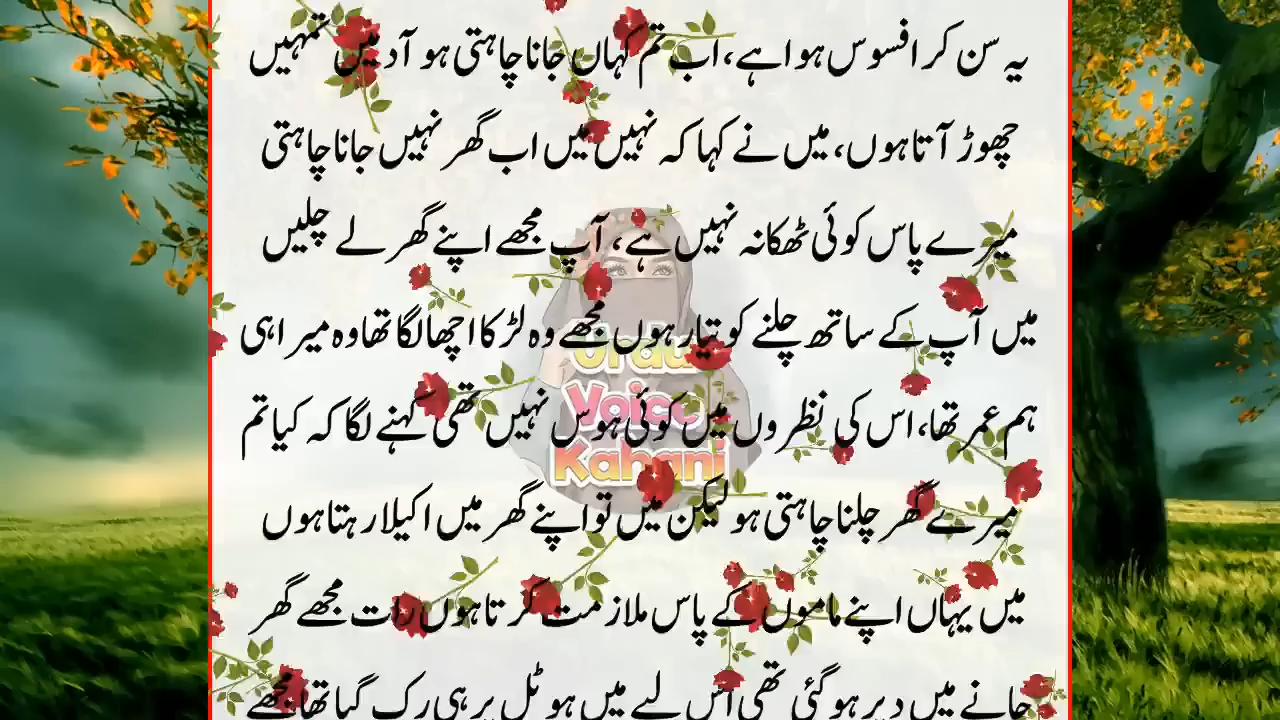 یہ سن کر افسوس ہوا ہے، اب تم کہاں جانا چاہتی ہو آو میں تمہیں
چھوڑ آتا ہوں، میں نے کہا کہ نہیں میں اب گھر نہیں جانا چاہتی
میرے پاس کوئی ٹھکانہ نہیں ہے، آپ مجھے اپنے گھر لے چلیں
میں آپ کے ساتھ چلنے کو تیار ہوں مجھے وہ لڑکا اچھا لگا تھا وہ میرا ہی
ہم عمر تھا، اس کی نظروں میں کوئی ہوس نہیں تھی کہنے لگا کہ کیا تم
میرے گھر چلنا چاہتی ہو لیکن میں تو اپنے گھر میں اکیلا رہتا ہوں
میں یہاں اپنے ماموں کے پاس ملازمت کرتا ہوں رات مجھے گھر
جانے میں دیر ہو گئی تھی اس لیے میں ہوٹل پر ہی رک گیا تھا مجھے
Urdu
Voice
Kahani